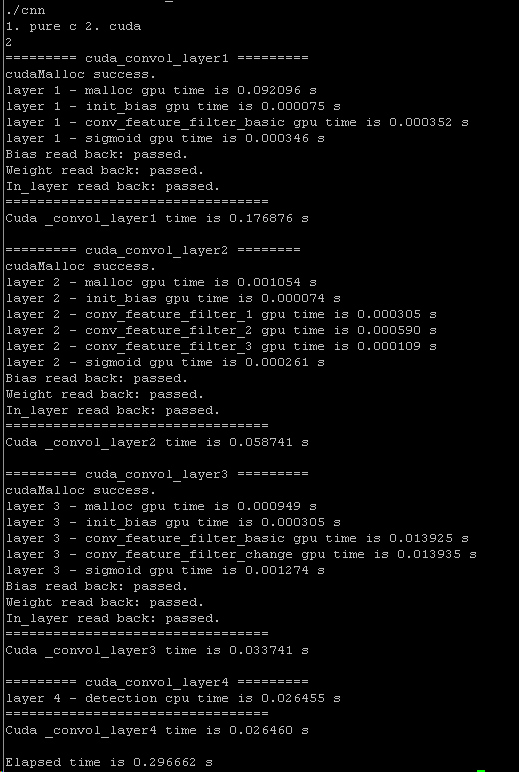 ./cnn
1. pure c 2. cuda
2
========= cuda_convol_layer1 =========
cudaMalloc success.
layer 1 - malloc gpu time is 0.092096 s
layer 1 - init_bias gpu time is 0.000075 s
layer 1 - conv_feature_filter_basic gpu time is 0.000352 s
layer 1 - sigmoid gpu time is 0.000346 s
Bias read back: passed.
Weight read back: passed.
In_layer read back: passed.
=================================
Cuda _convol_layer1 time is 0.176876 s

========= cuda_convol_layer2 ========
cudaMalloc success.
layer 2 - malloc gpu time is 0.001054 s
layer 2 - init_bias gpu time is 0.000074 s
layer 2 - conv_feature_filter_1 gpu time is 0.000305 s
layer 2 - conv_feature_filter_2 gpu time is 0.000590 s
layer 2 - conv_feature_filter_3 gpu time is 0.000109 s
layer 2 - sigmoid gpu time is 0.000261 s
Bias read back: passed.
Weight read back: passed.
In_layer read back: passed.
=================================
Cuda _convol_layer2 time is 0.058741 s

========= cuda_convol_layer3 =========
cudaMalloc success.
layer 3 - malloc gpu time is 0.000949 s
layer 3 - init_bias gpu time is 0.000305 s
layer 3 - conv_feature_filter_basic gpu time is 0.013925 s
layer 3 - conv_feature_filter_change gpu time is 0.013935 s
layer 3 - sigmoid gpu time is 0.001274 s
Bias read back: passed.
Weight read back: passed.
In_layer read back: passed.
=================================
Cuda _convol_layer3 time is 0.033741 s

========= cuda_convol_layer4 =========
layer 4 - detection cpu time is 0.026455 s
=================================
Cuda _convol_layer4 time is 0.026460 s

Elapsed time is 0.296662 s